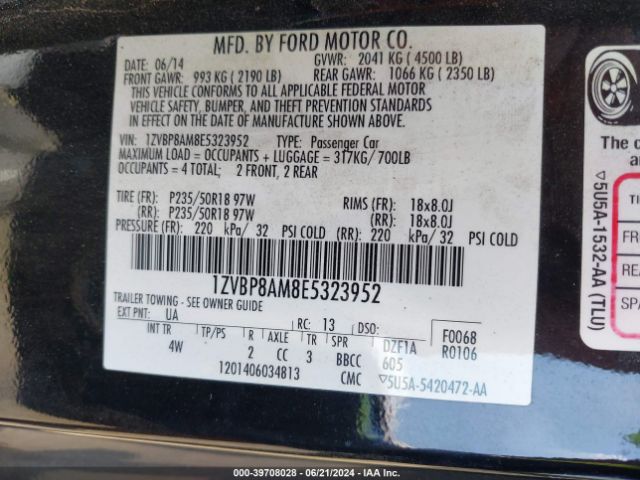 MFD. BY FORD MOTOR CO.
DATE: 06/14 GVWR: 2041 KG ( 4500 LB)
FRONT GAWR: 993 KG ( 2190 LB) REAR GAWR: 1066 KG ( 2350 LB)
THIS VEHICLE CONFORMS TO ALL APPLICABLE FEDERAL MOTOR
VEHICLE SAFETY, BUMPER, AND THEFT PREVENTION STANDARDS
IN EFFECT ON THE DATE OF MANUFACTURE SHOWN ABOVE.
VIN: 1ZVBP8AM8E5323952 TYPE: Passenger Car
MAXIMUM LOAD = OCCUPANTS + LUGGAGE = 317KG/700LB
OCCUPANTS = 4 TOTAL; 2 FRONT, 2 REAR
TIRE (FR): P235/50R18 97W RIMS (FR): 18x8.0J
(RR): P235/50R18 97W (RR): 18x8.0J
PRESSURE (FR): 220 kPa/ 32 PSI COLD (RR): 220 kPa/ 32 PSI COLD
1ZVBP8AM8E5323952
TRAILER TOWING - SEE OWNER GUIDE
EXT PNT: UA RC: 13 DSO: F0068
INT TR TP/PS R AXLE TR SPR DZF1A R0106
4W 2 CC 3 BBCC 605
1201406034813 CMC ▽5U5A-5420472-AA
▽5U5A-1532-AA (TLU)
The c
an
TI
FR
REA
SPA
000-39708028 - 06/21/2024 - IAA Inc.